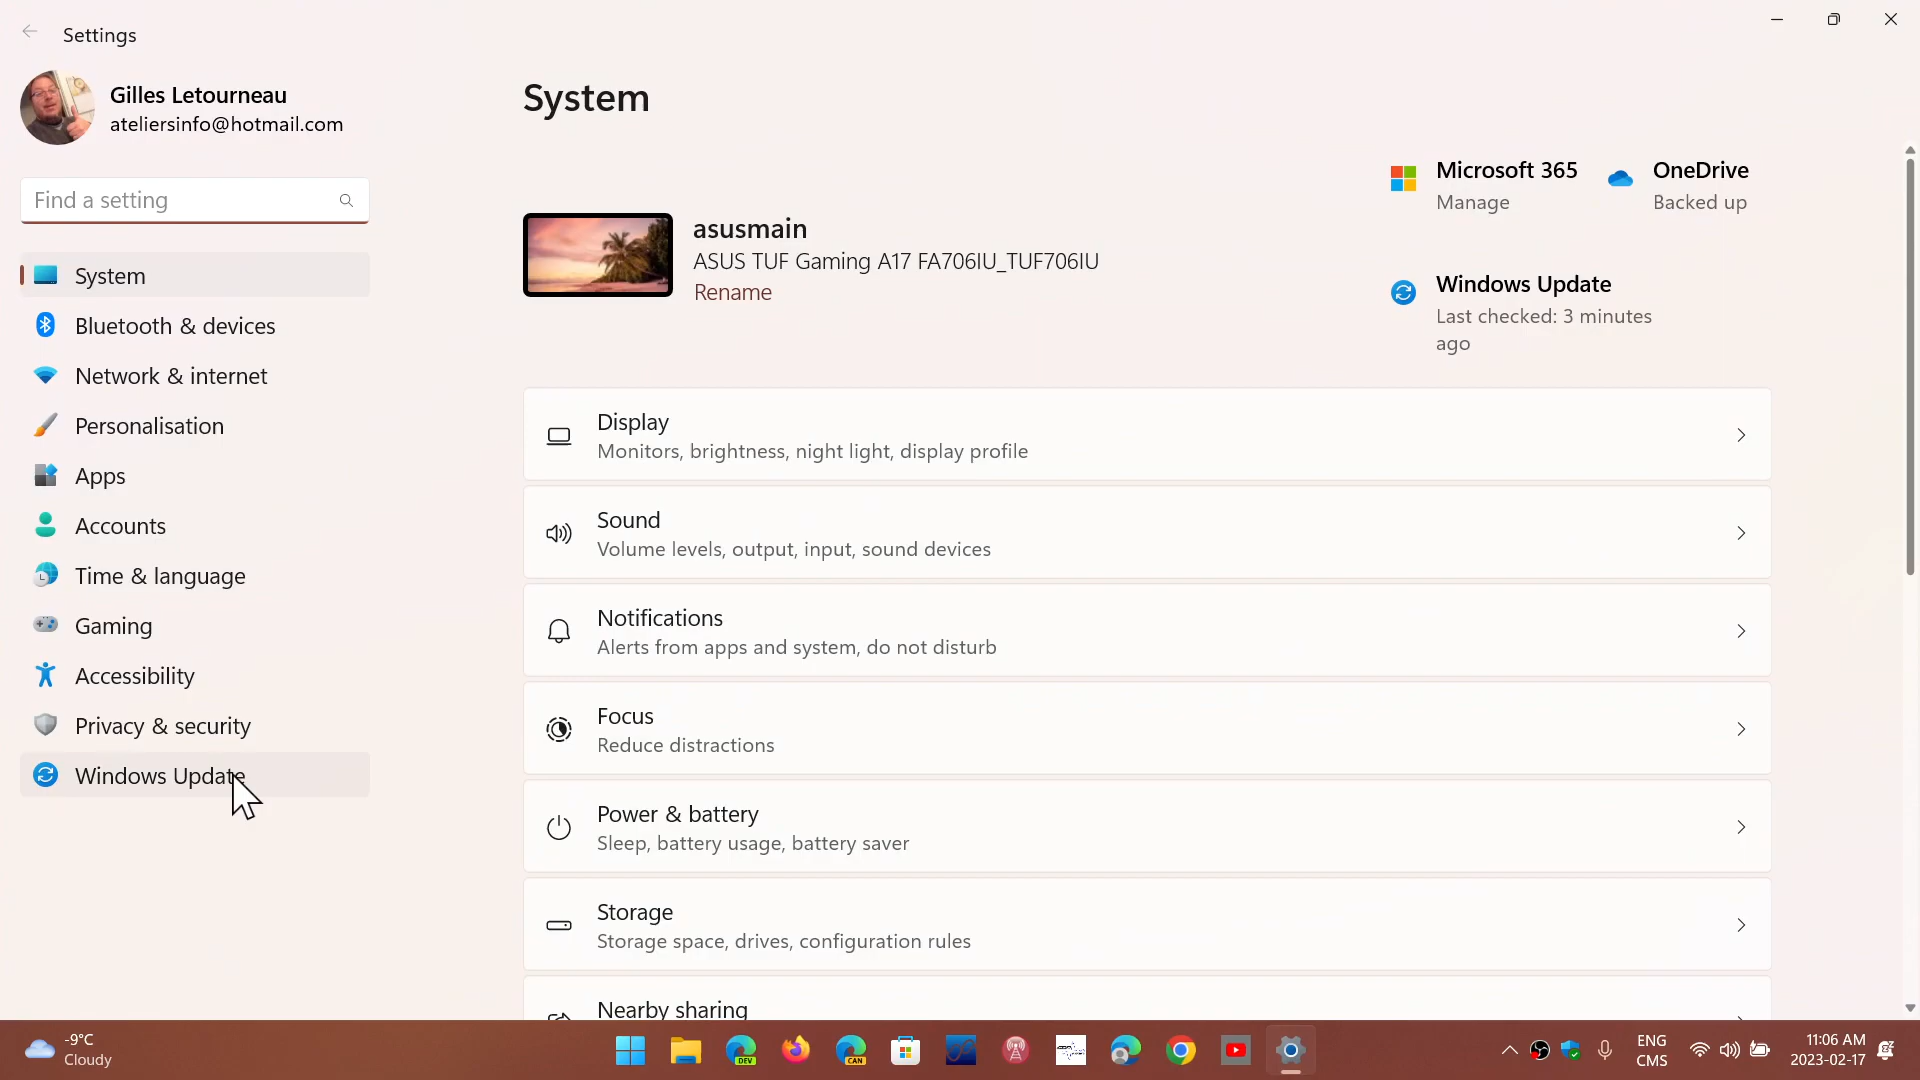 Settings
Gilles Letourneau
ateliersinfo@hotmail.com
Find a setting
System
Bluetooth & devices
Network & internet
Personalisation
Apps
Accounts
Time & language
Gaming
Accessibility
Privacy & security
Windows Update
System
asusmain
ASUS TUF Gaming A17 FA706IU_TUF706IU
Rename
Microsoft 365
Manage
OneDrive
Backed up
Windows Update
Last checked: 3 minutes
ago
Display
Monitors, brightness, night light, display profile
Sound
Volume levels, output, input, sound devices
Notifications
Alerts from apps and system, do not disturb
Focus
Reduce distractions
Power & battery
Sleep, battery usage, battery saver
Storage
Storage space, drives, configuration rules
Nearby sharing
-9°C
Cloudy
DEV
CAN
ENG
CMS
11:06 AM
2023-02-17